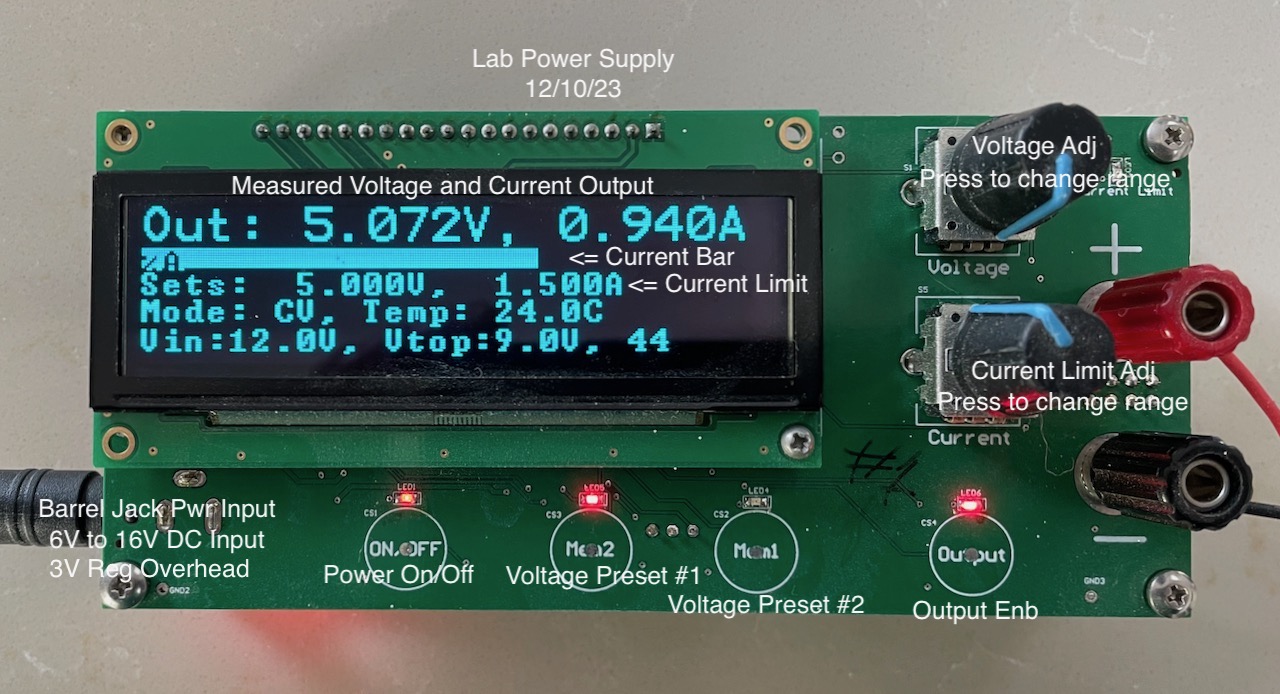 Lab Power Supply
12/10/23
Measured Voltage and Current Output
Out: 5.072V, 0.940A
<= Current Bar
Sets: 5.000V, 1.500A <= Current Limit
Mode: CV, Temp: 24.0C
Vin:12.0V, Vtop:9.0V, 44
S1
Voltage Adj
Press to change range
Current Limit
Voltage
+
S5
Current Limit Adj
Press to change range
Current
#1
Barrel Jack Pwr Input
6V to 16V DC Input
3V Reg Overhead
GND2
LED1
CS1
ON/OFF
Power On/Off
LED5
CS3
Mem2
Voltage Preset #1
LED4
CS2
Mem1
Voltage Preset #2
LED6
CS4
Output
Output Enb
—
GND3